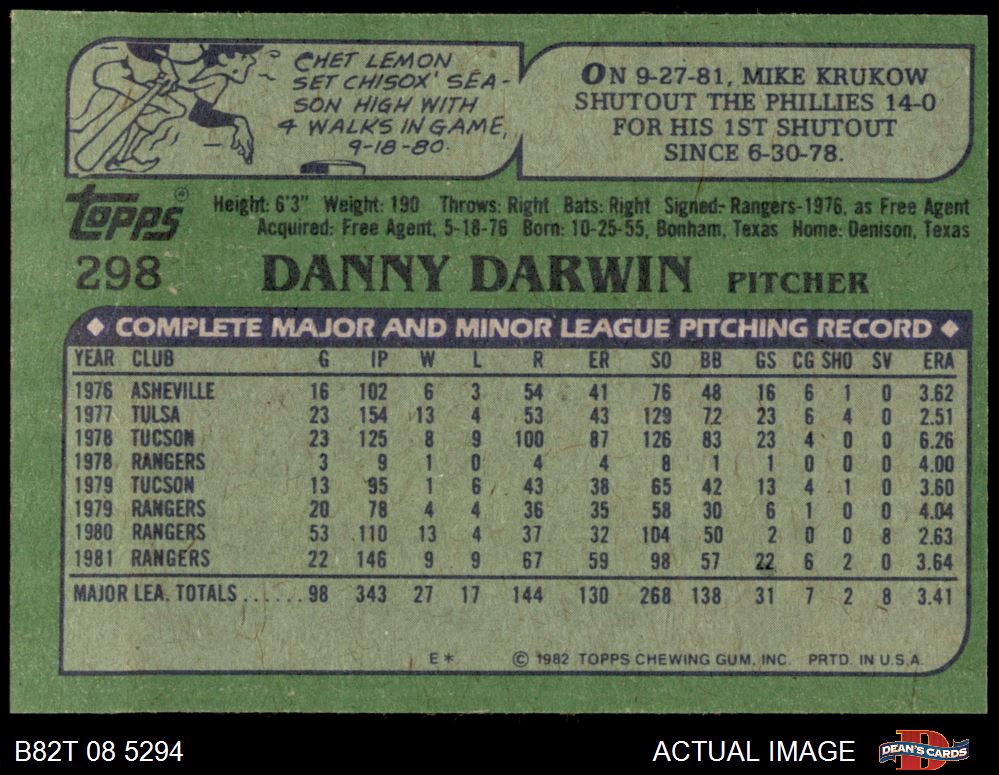 CHET LEMON
SET CHISOX' SEA-
SON HIGH WITH
4 WALKS IN GAME,
9-18-80.
ON 9-27-81, MIKE KRUKOW
SHUTOUT THE PHILLIES 14-0
FOR HIS 1ST SHUTOUT
SINCE 6-30-78.
Topps®
Height: 6'3" Weight: 190 Throws: Right Bats: Right Signed- Rangers-1976, as Free Agent
Acquired: Free Agent, 5-18-76 Born: 10-25-55, Bonham, Texas Home: Denison, Texas
298 DANNY DARWIN PITCHER
◆ COMPLETE MAJOR AND MINOR LEAGUE PITCHING RECORD ◆
YEAR CLUB G IP W L R ER SO BB GS CG SHO SV ERA
1976 ASHEVILLE 16 102 6 3 54 41 76 48 16 6 1 0 3.62
1977 TULSA 23 154 13 4 53 43 129 72 23 6 4 0 2.51
1978 TUCSON 23 125 8 9 100 87 126 83 23 4 0 0 6.26
1978 RANGERS 3 9 1 0 4 4 8 1 1 0 0 0 4.00
1979 TUCSON 13 95 1 6 43 38 65 42 13 4 1 0 3.60
1979 RANGERS 20 78 4 4 36 35 58 30 6 1 0 0 4.04
1980 RANGERS 53 110 13 4 37 32 104 50 2 0 0 8 2.63
1981 RANGERS 22 146 9 9 67 59 98 57 22 6 2 0 3.64
MAJOR LEA. TOTALS ...... 98 343 27 17 144 130 268 138 31 7 2 8 3.41
E* © 1982 TOPPS CHEWING GUM, INC. PRTD. IN U.S.A.
B82T 08 5294 ACTUAL IMAGE DEAN'S CARDS